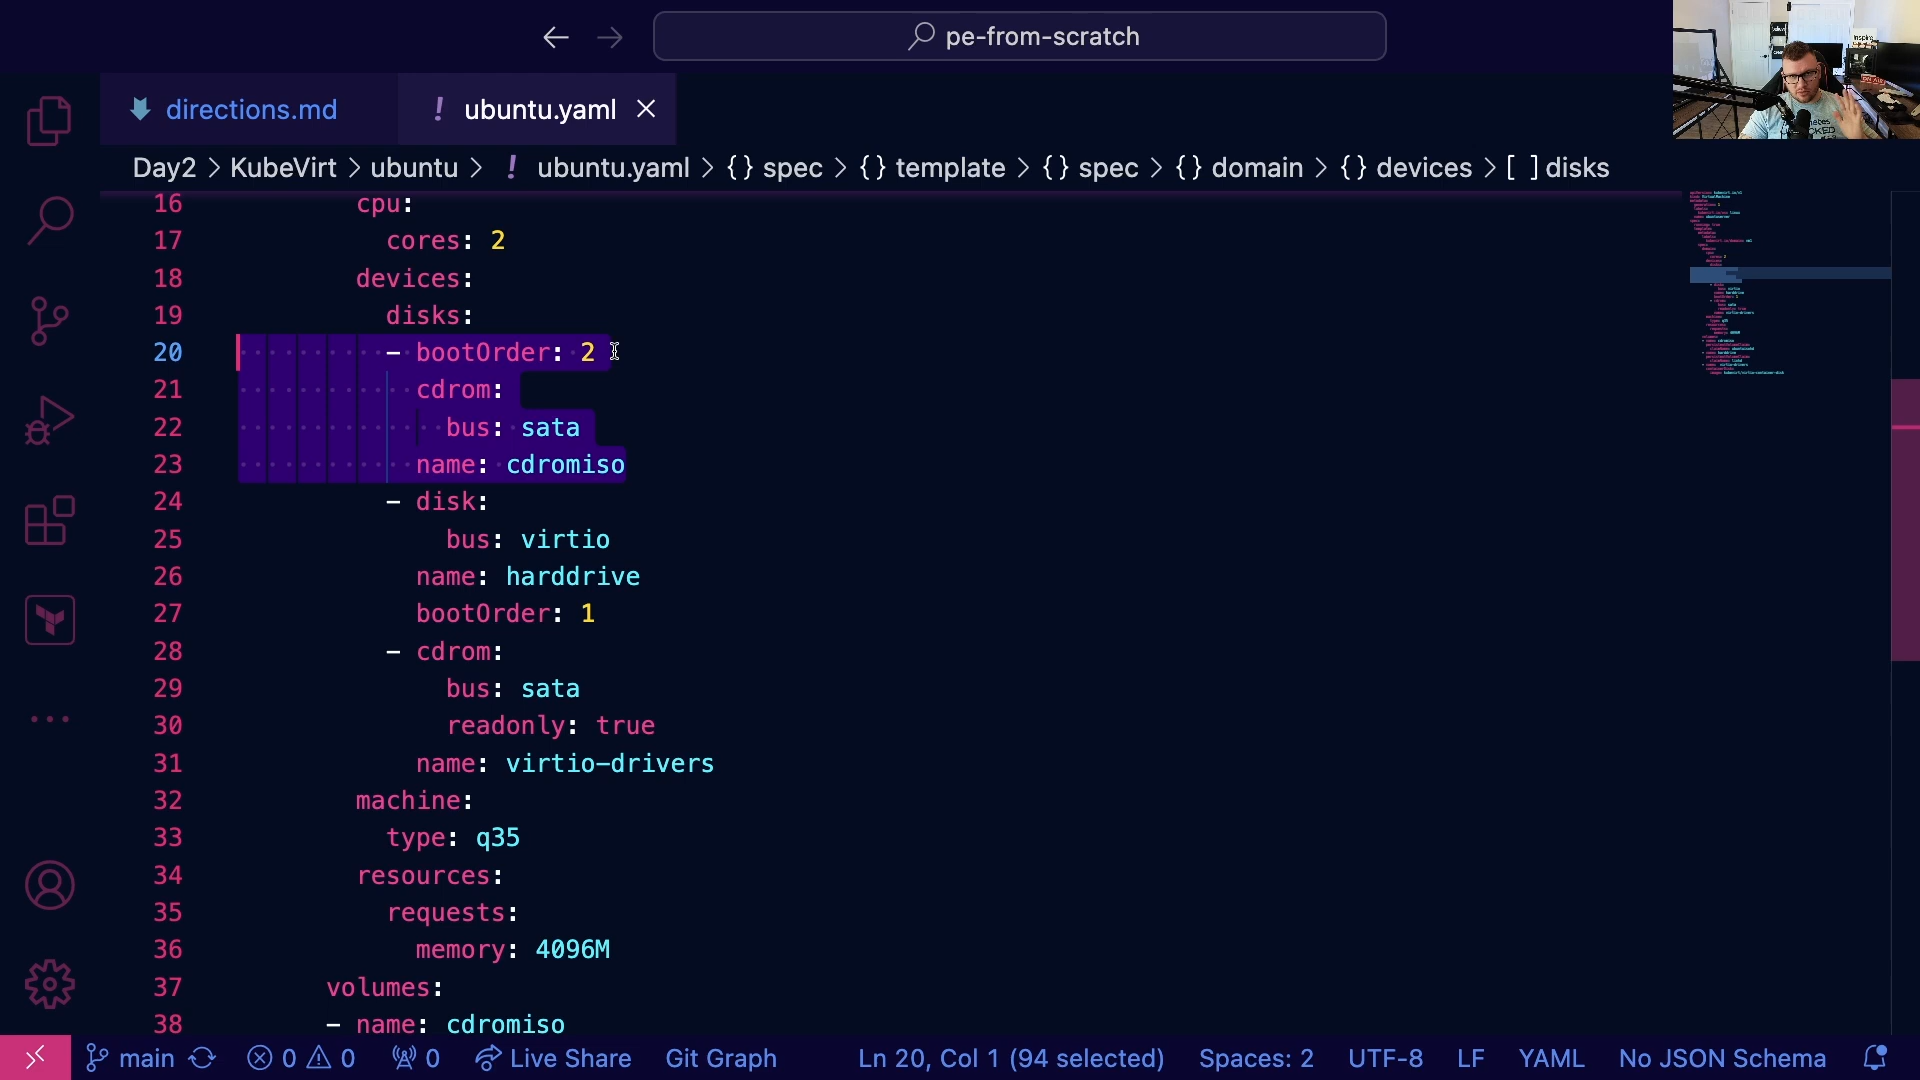 pe-from-scratch
directions.md
! ubuntu.yaml
Day2 > KubeVirt > ubuntu > ! ubuntu.yaml > {} spec > {} template > {} spec > {} domain > {} devices > [ ] disks
16 cpu:
17 cores: 2
18 devices:
19 disks:
20 - bootOrder: 2
21 cdrom:
22 bus: sata
23 name: cdromiso
24 - disk:
25 bus: virtio
26 name: harddrive
27 bootOrder: 1
28 - cdrom:
29 bus: sata
30 readonly: true
31 name: virtio-drivers
32 machine:
33 type: q35
34 resources:
35 requests:
36 memory: 4096M
37 volumes:
38 - name: cdromiso
main 0 0 0 Live Share Git Graph Ln 20, Col 1 (94 selected) Spaces: 2 UTF-8 LF YAML No JSON Schema